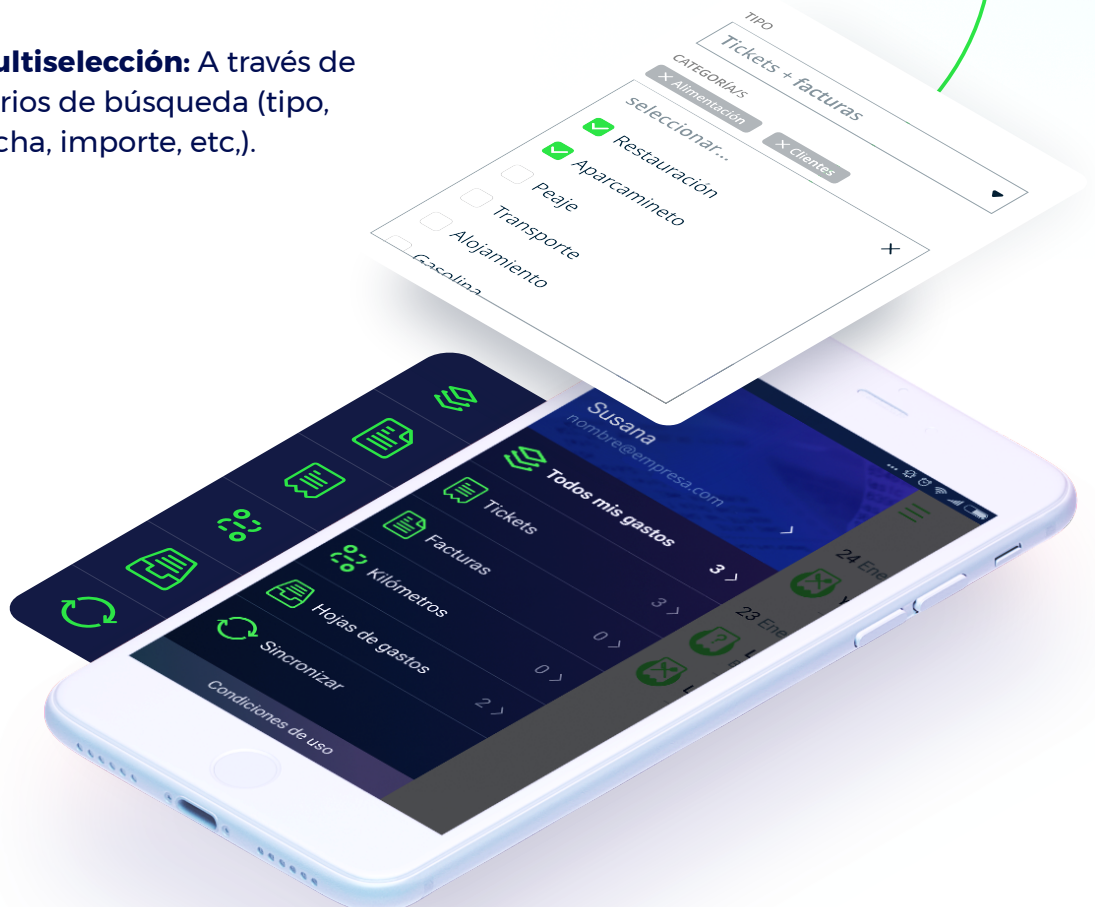 ultiselección: A través de
rios de búsqueda (tipo,
cha, importe, etc,).
TIPO
Tickets + facturas
CATEGORÍA/S
× Alimentación
× Clientes
seleccionar...
Restauración
Aparcamineto
Peaje
Transporte
Alojamiento
Gasolina
Susana
nombre@empresa.com
Todos mis gastos 3
Tickets 3
Facturas 0
Kilómetros 0
Hojas de gastos 2
Sincronizar
Condiciones de uso
24 Ene
23 Ene
L
L